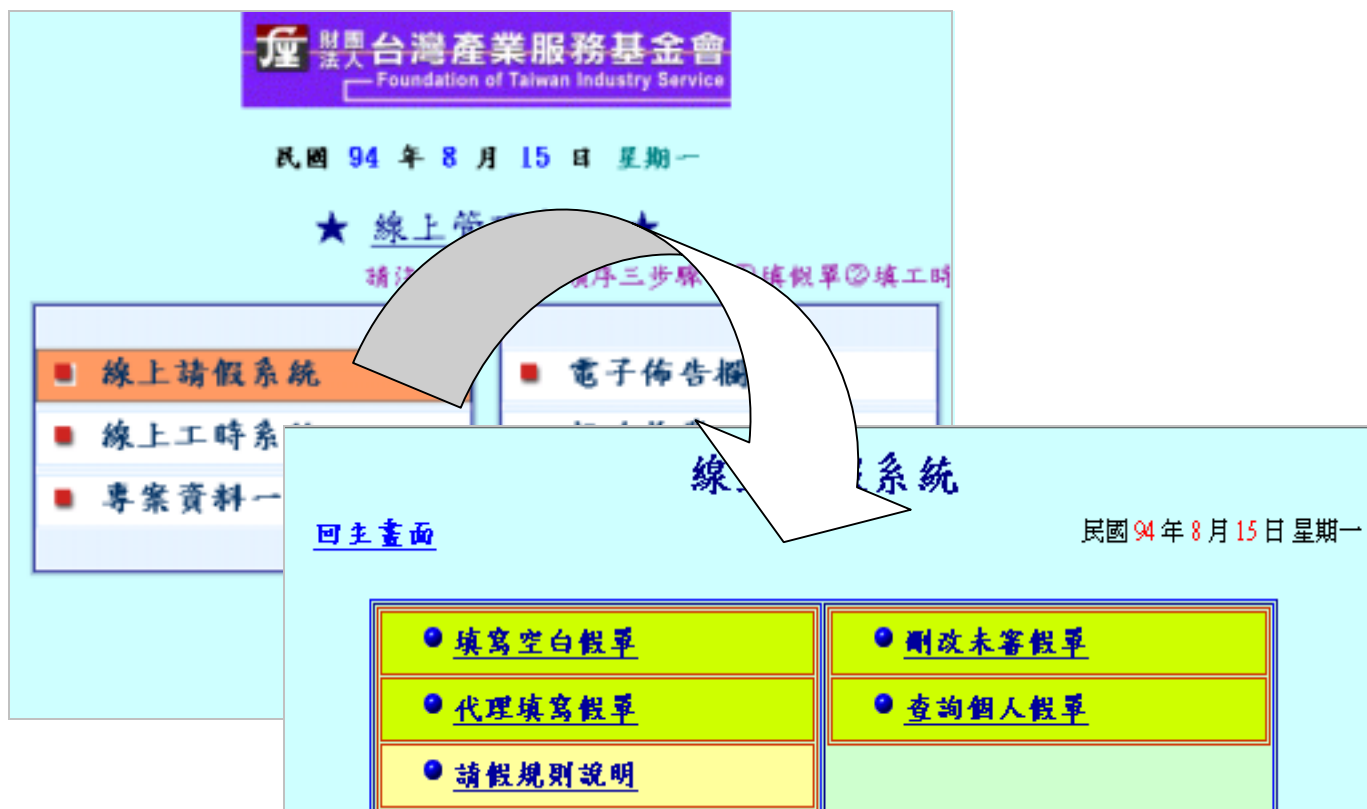 財團法人 台灣產業服務基金會
Foundation of Taiwan Industry Service
民國 94 年 8 月 15 日 星期一
★ 線上管 ★
序三步驟 填假單②填工時
線上請假系統
電子佈告欄
線上工時系
專案資料一
線 系統
回主畫面
民國 94 年 8 月 15 日 星期一
填寫空白假單
刪改未審假單
代理填寫假單
查詢個人假單
請假規則說明